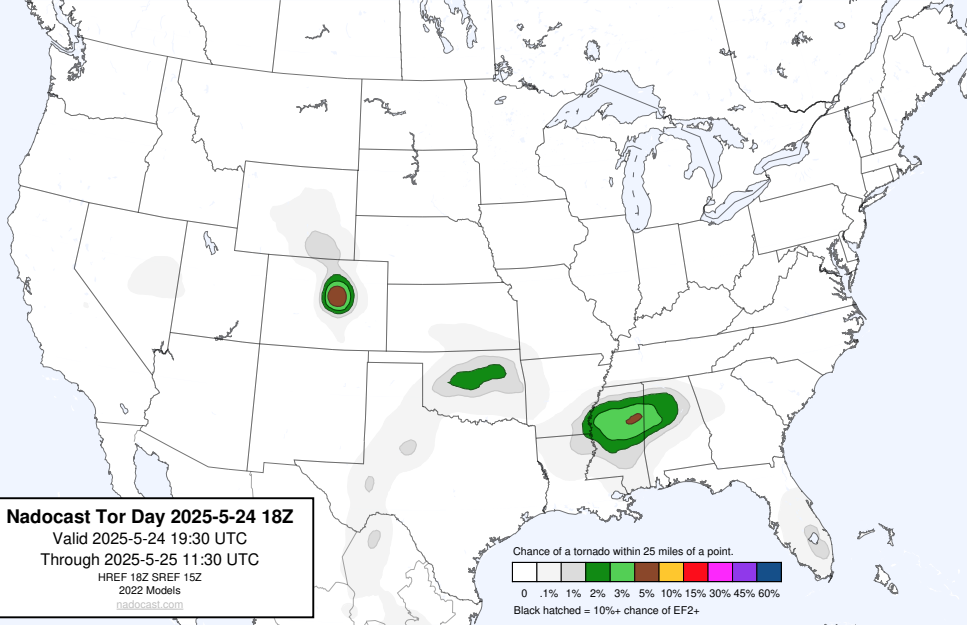 Nadocast Tor Day 2025-5-24 18Z
Valid 2025-5-24 19:30 UTC
Through 2025-5-25 11:30 UTC
HREF 18Z SREF 15Z
2022 Models
nadocast.com
Chance of a tornado within 25 miles of a point.
0 .1% 1% 2% 3% 5% 10% 15% 30% 45% 60%
Black hatched = 10%+ chance of EF2+